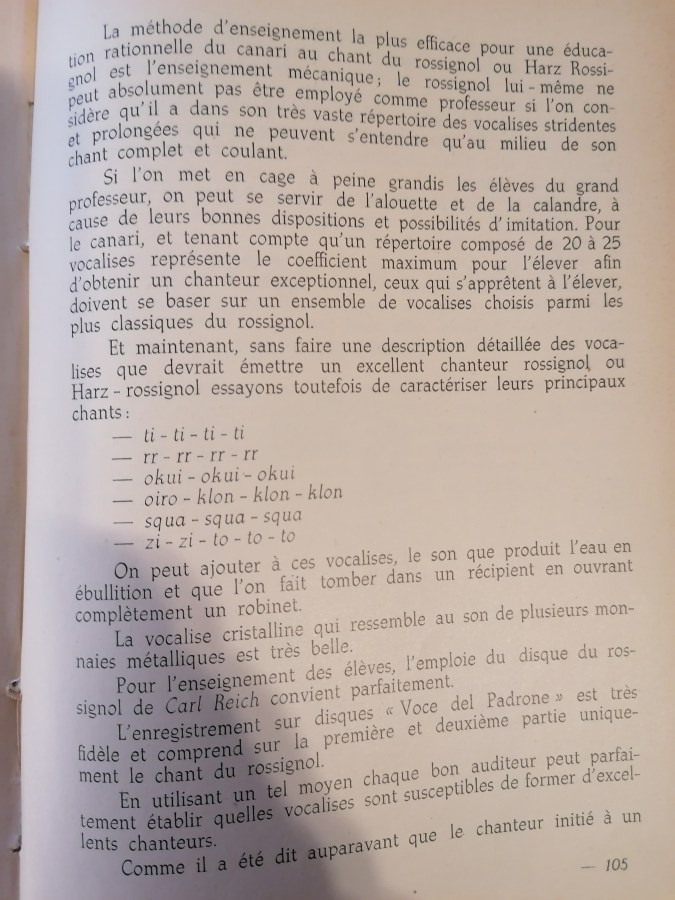 La méthode d'enseignement la plus efficace pour une éduca-
tion rationnelle du canari au chant du rossignol ou Harz Rossi-
gnol est l'enseignement mécanique; le rossignol lui-même ne
peut absolument pas être employé comme professeur si l'on con-
sidère qu'il a dans son très vaste répertoire des vocalises stridentes
et prolongées qui ne peuvent s'entendre qu'au milieu de son
chant complet et coulant.
Si l'on met en cage à peine grandis les élèves du grand
professeur, on peut se servir de l'alouette et de la calandre, à
cause de leurs bonnes dispositions et possibilités d'imitation. Pour
le canari, et tenant compte qu'un répertoire composé de 20 à 25
vocalises représente le coefficient maximum pour l'élever afin
d'obtenir un chanteur exceptionnel, ceux qui s'apprêtent à l'élever,
doivent se baser sur un ensemble de vocalises choisis parmi les
plus classiques du rossignol.
Et maintenant, sans faire une description détaillée des voca-
lises que devrait émettre un excellent chanteur rossignol ou
Harz - rossignol essayons toutefois de caractériser leurs principaux
chants :
— ti - ti - ti - ti
— rr - rr - rr - rr
— okui - okui - okui
— oiro - klon - klon - klon
— squa - squa - squa
— zi - zi - to - to - to
On peut ajouter à ces vocalises, le son que produit l'eau en
ébullition et que l'on fait tomber dans un récipient en ouvrant
complètement un robinet.
La vocalise cristalline qui ressemble au son de plusieurs mon-
naies métalliques est très belle.
Pour l'enseignement des élèves, l'emploie du disque du ros-
signol de Carl Reich convient parfaitement.
L'enregistrement sur disques « Voce del Padrone » est très
fidèle et comprend sur la première et deuxième partie unique-
ment le chant du rossignol.
En utilisant un tel moyen chaque bon auditeur peut parfai-
tement établir quelles vocalises sont susceptibles de former d'excel-
lents chanteurs.
Comme il a été dit auparavant que le chanteur initié à un
— 105